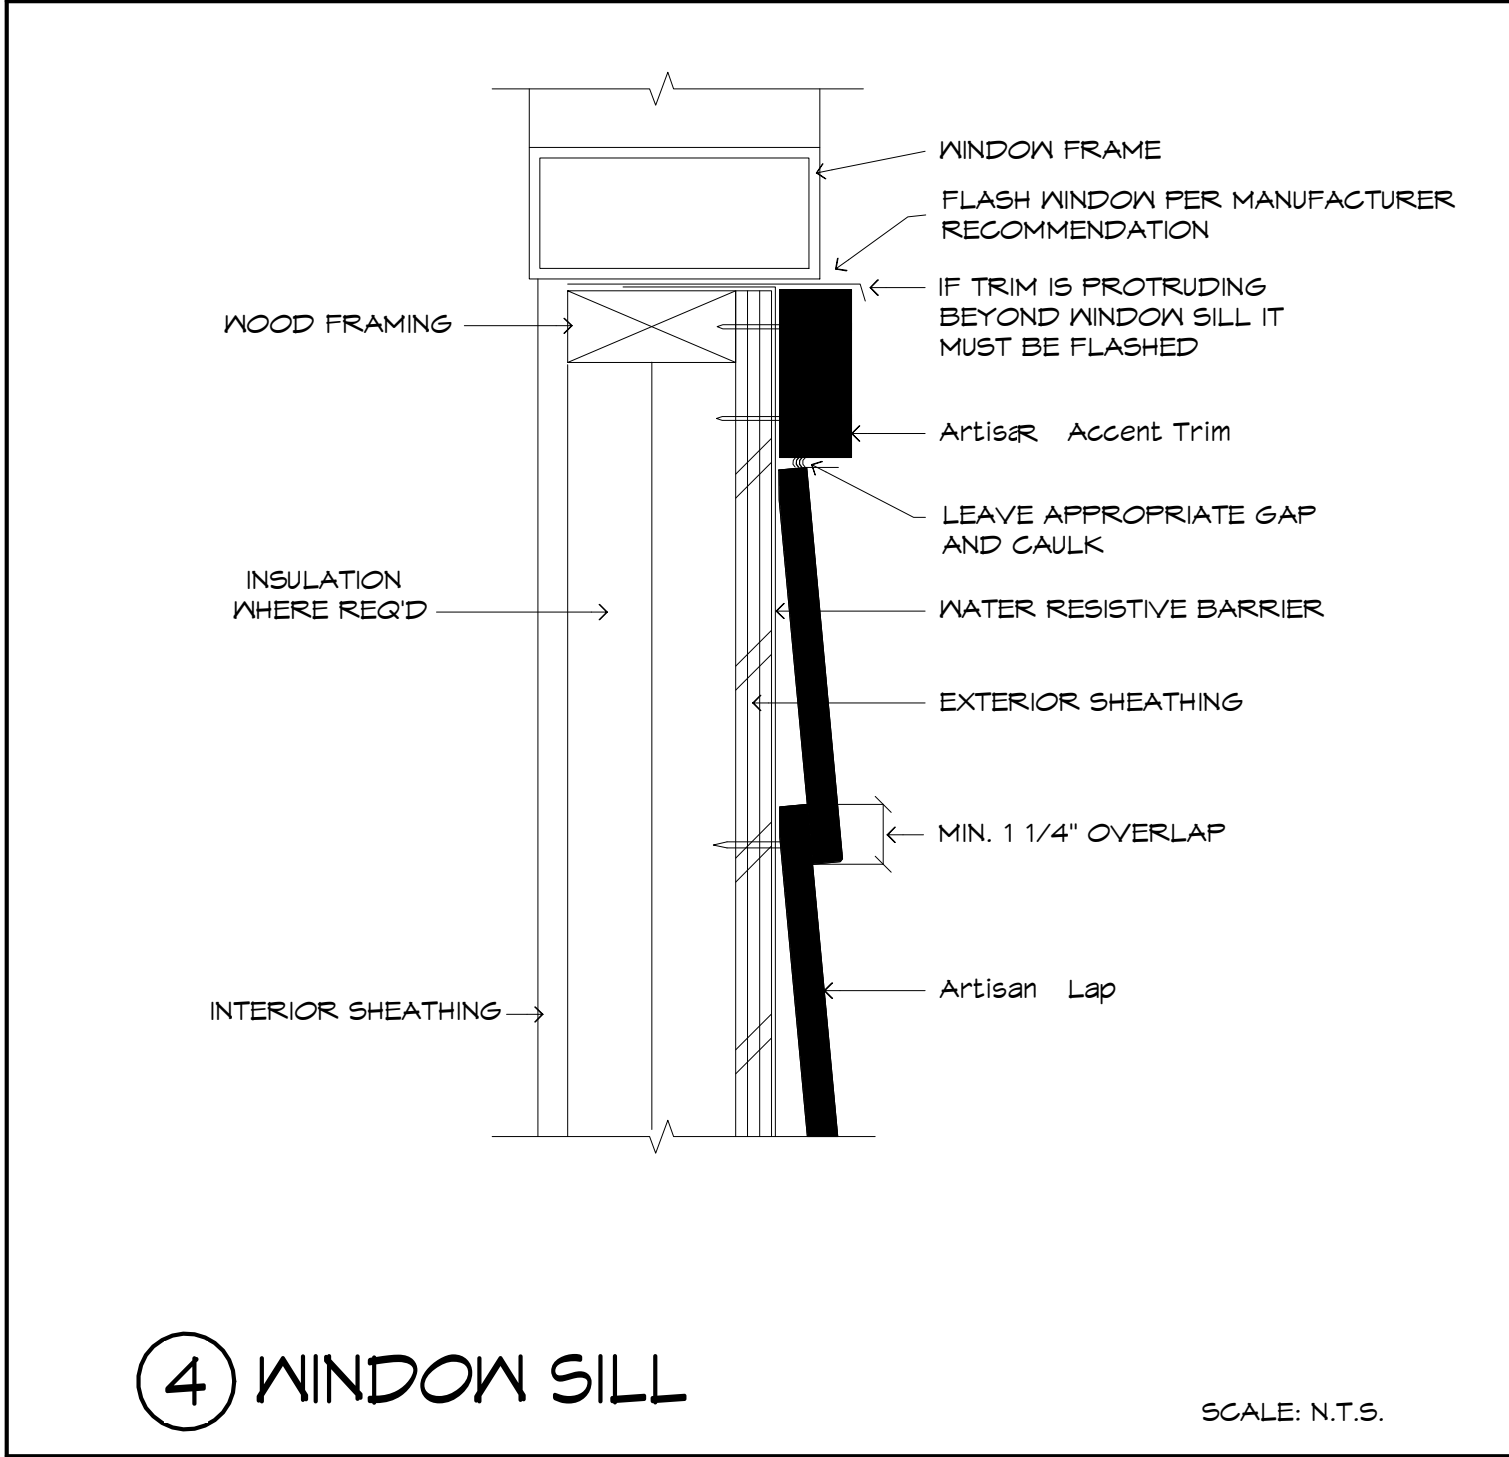 WINDOW FRAME
FLASH WINDOW PER MANUFACTURER
RECOMMENDATION
IF TRIM IS PROTRUDING
BEYOND WINDOW SILL IT
MUST BE FLASHED
WOOD FRAMING
Artisan Accent Trim
LEAVE APPROPRIATE GAP
AND CAULK
INSULATION
WHERE REQ'D
WATER RESISTIVE BARRIER
EXTERIOR SHEATHING
MIN. 1 1/4" OVERLAP
Artisan Lap
INTERIOR SHEATHING
4 WINDOW SILL
SCALE: N.T.S.